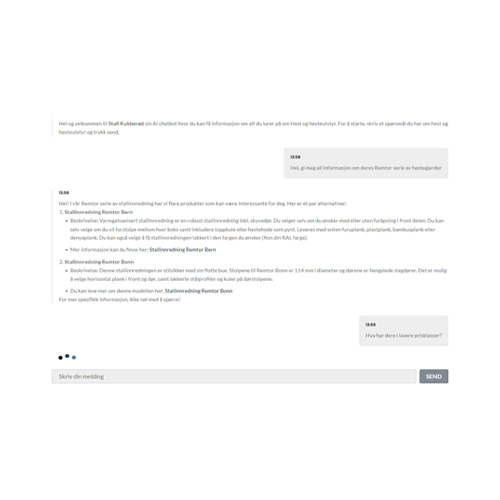 Hei og velkommen til Stall Kubberød sin AI chatbot hvor du kan få informasjon om all du lurer på om Hest og hesteutstyr. For å starte, skriv et spørsmål du har om hest og
hesteutstyr og trykk send.
13:58
Hei, gi meg all informasjon om deres Remtor serie av hestegjerder
13:58
Hei! I vår Remtor serie av stallinnredning har vi flere produkter som kan være interessante for deg. Her er et par alternativer:
1. Stallinnredning Remtor Bern
• Beskrivelse: Varmgalvanisert stallinnredning er en robust stallinnredning inkl. skyvedør. Du velger selv om du ønsker med eller uten foråpning i front delen. Du kan
selv velge om du vil ha stolpe mellom hver boks samt inkludere toppkule eller hestehode som pynt. Leveres med enten furuplank, plastplank, bambusplank eller
denyaplank. Du kan også velge å få stallinnredningen lakkert i den fargen du ønsker (finn din RAL farge).
• Mer informasjon kan du finne her: Stallinnredning Remtor Bern
2. Stallinnredning Remtor Bonn
• Beskrivelse: Denne stallinnredningen er stilsikker med sin flotte bue. Stolpene til Remtor Bonn er 114 mm i diameter og dørene er hengslede slagdører. Det er mulig
å velge horisontal plank i front og dør, samt lakkerte stålprofiler og kuler på dørstolpene.
• Du kan lese mer om denne modellen her: Stallinnredning Remtor Bonn
For mer spesifikk informasjon, ikke nøl med å spørre!
13:58
Hva har dere i lavere prisklasser?
Skriv din melding
SEND